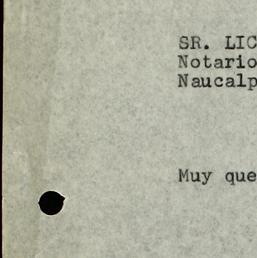 SR. LIC
Notario
Naucalp
Muy que